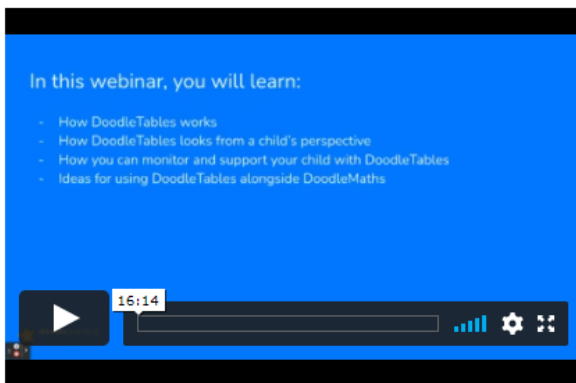 In this webinar, you will learn:
- How DoodleTables works
- How DoodleTables looks from a child's perspective
- How you can monitor and support your child with DoodleTables
- Ideas for using DoodleTables alongside DoodleMaths
16:14